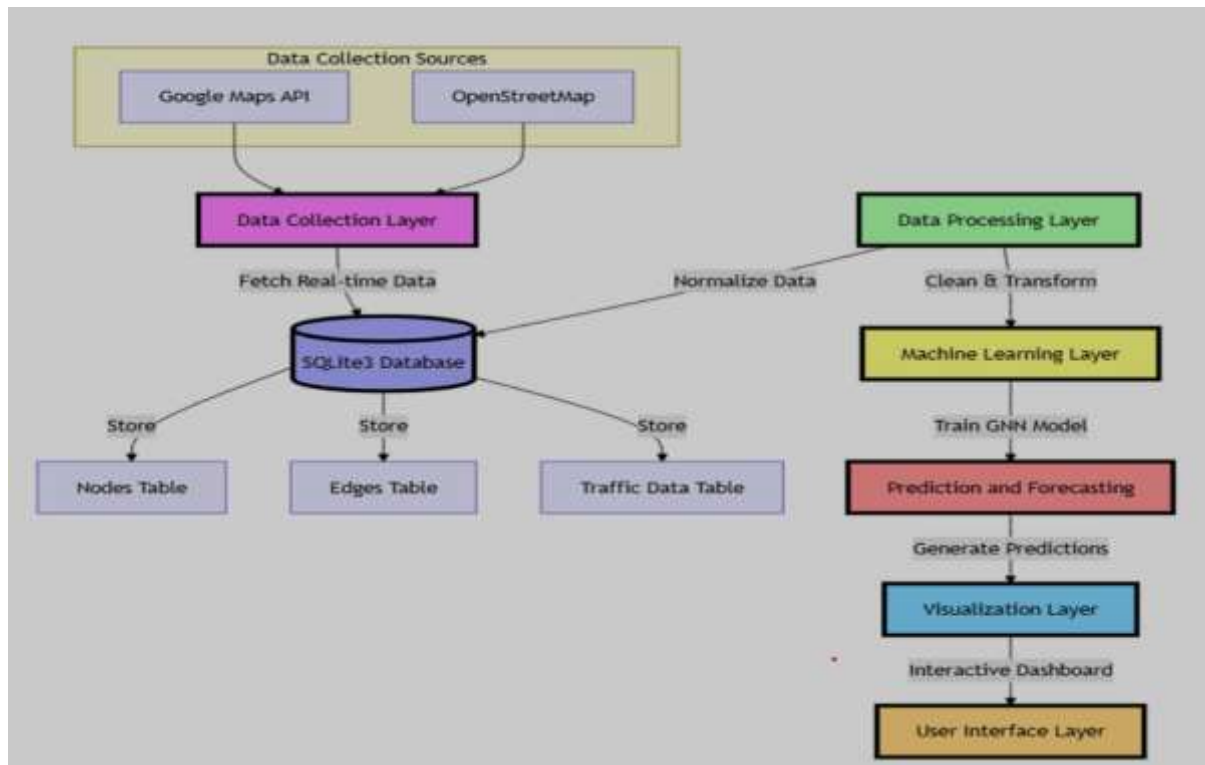 Data Collection Sources
Google Maps API
OpenStreetMap
Data Collection Layer
Data Processing Layer
Fetch Real-time Data
Normalize Data
Clean & Transform
SQLite3 Database
Machine Learning Layer
Store
Store
Store
Train GNN Model
Nodes Table
Edges Table
Traffic Data Table
Prediction and Forecasting
Generate Predictions
Visualization Layer
Interactive Dashboard
User Interface Layer